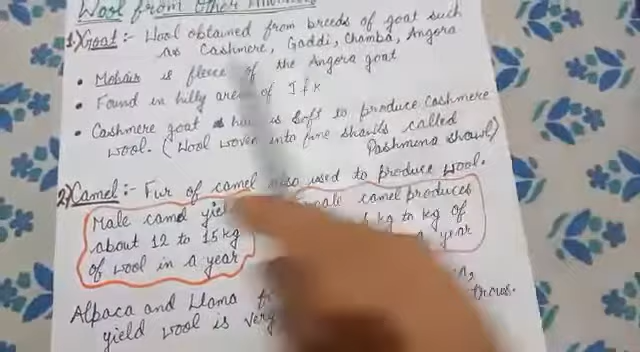 Wool from Other Animals
1) Goat :- Wool obtained from breeds of goat such
as Cashmere, Gaddi, Chamba, Angora
• Mohair is fleece of the Angora goat
• Found in hilly area of J & K
• Cashmere goat hair is soft to produce Cashmere
wool. (Wool woven into fine shawls called
Pashmina shawl)
2) Camel :- Fur of camel also used to produce wool.
Male camel
about 12 to 15 kg
of wool in a year
camel produces
kg to kg of
year
Alpaca and Llama
yield wool is very